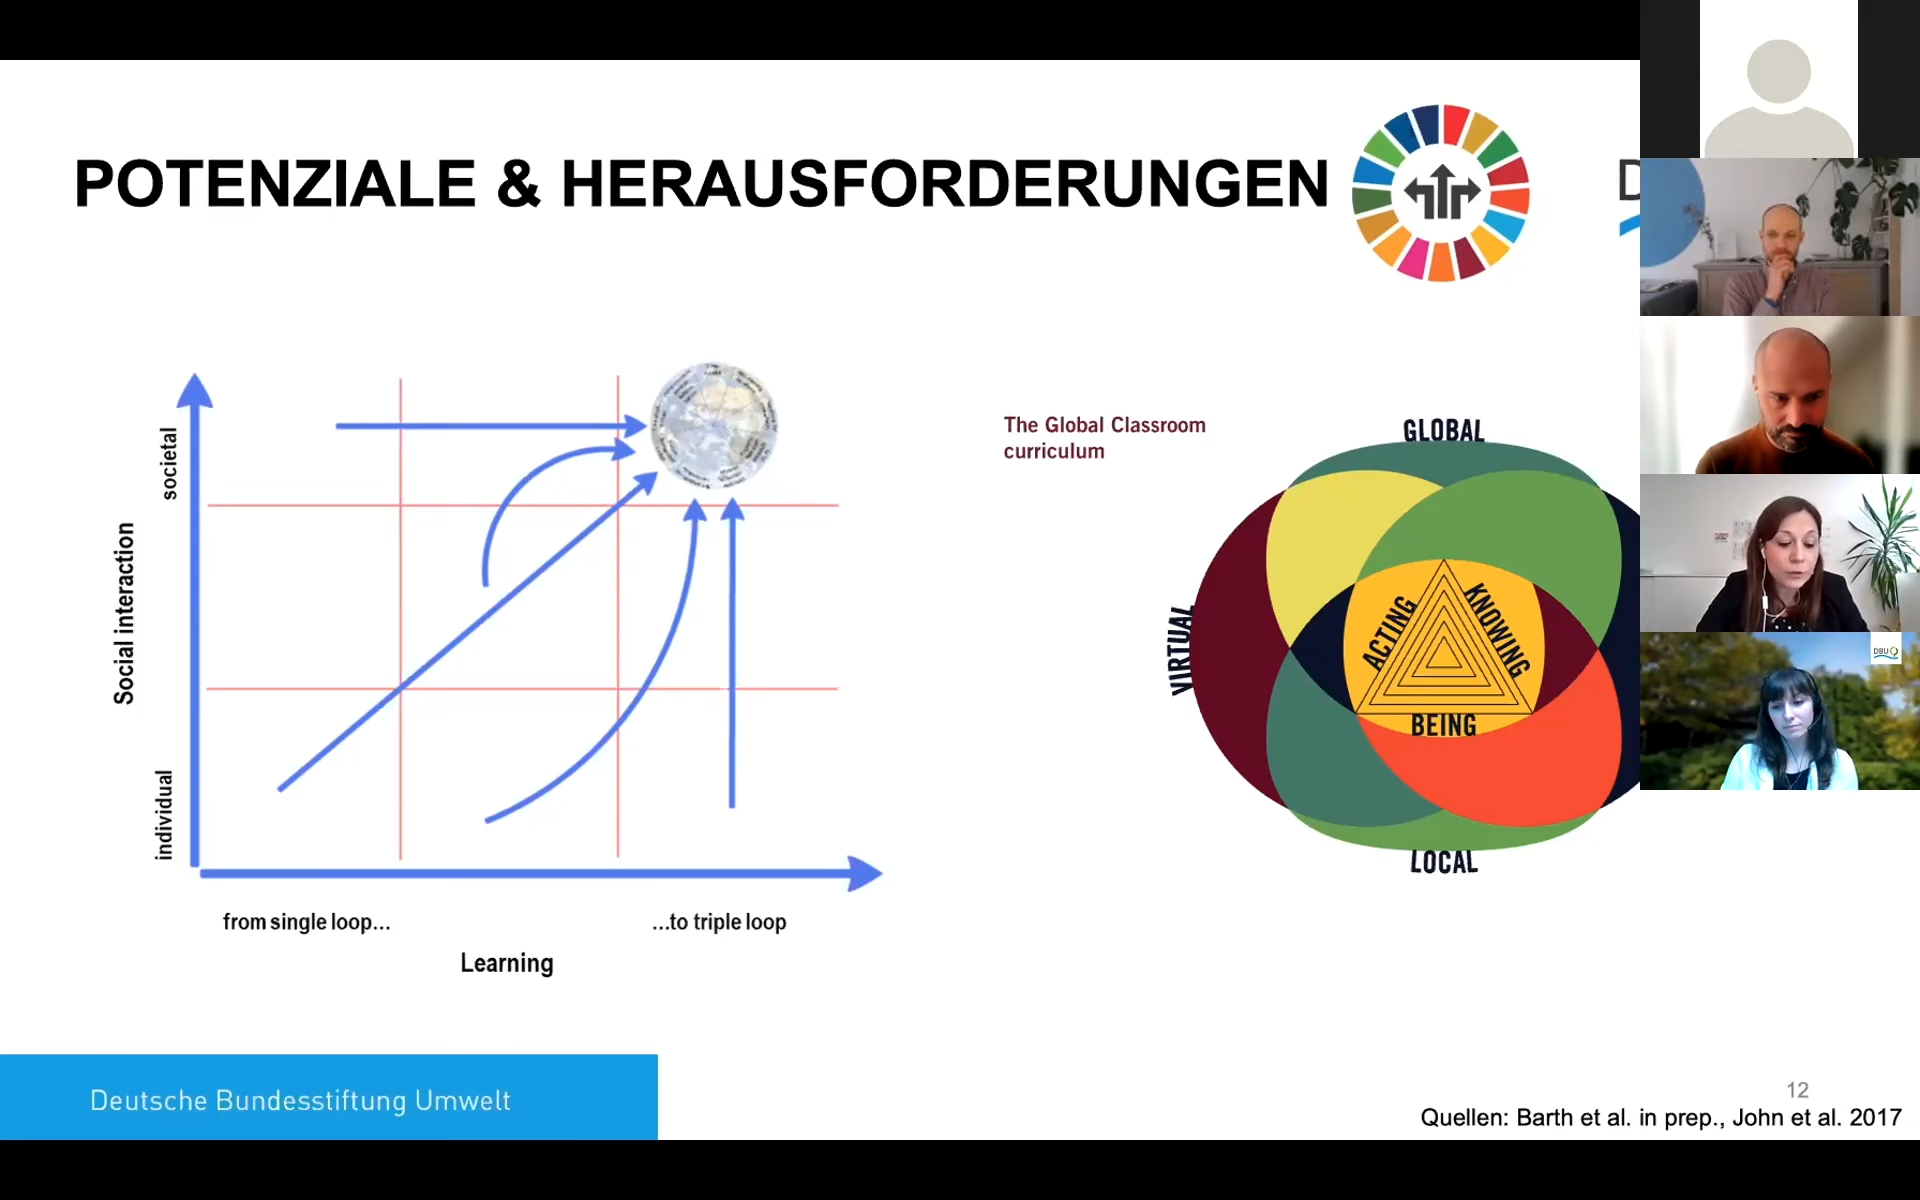 POTENZIALE & HERAUSFORDERUNGEN
D
societal
Social interaction
individual
from single loop...
...to triple loop
Learning
The Global Classroom
curriculum
GLOBAL
VIRTUAL
ACTING
KNOWING
BEING
LOCAL
DBU
Deutsche Bundesstiftung Umwelt
12
Quellen: Barth et al. in prep., John et al. 2017